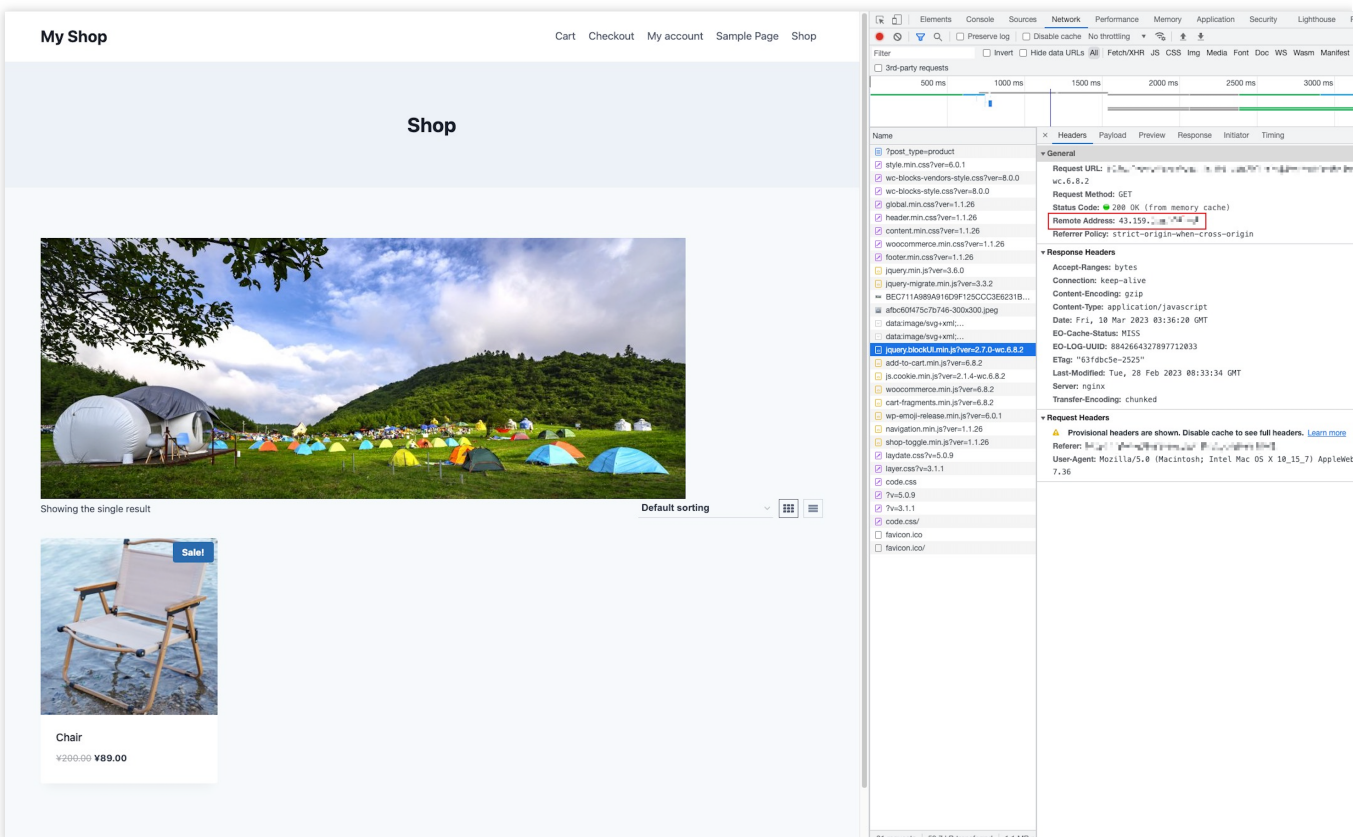 My Shop
Cart Checkout My account Sample Page Shop
Shop
Showing the single result
Default sorting
Sale!
Chair
¥200.00 ¥89.00
Elements Console Sources Network Performance Memory Application Security Lighthouse
Preserve log Disable cache No throttling
Filter Invert Hide data URLs All Fetch/XHR JS CSS Img Media Font Doc WS Wasm Manifest
3rd-party requests
500 ms 1000 ms 1500 ms 2000 ms 2500 ms 3000 ms
Name
?post_type=product
style.min.css?ver=6.0.1
wc-blocks-vendors-style.css?ver=8.0.0
wc-blocks-style.css?ver=8.0.0
global.min.css?ver=1.1.26
header.min.css?ver=1.1.26
content.min.css?ver=1.1.26
woocommerce.min.css?ver=1.1.26
footer.min.css?ver=1.1.26
jquery.min.js?ver=3.6.0
jquery-migrate.min.js?ver=3.3.2
BEC711A989A916D9F125CCC3E6231B...
afbc60f475c7b746-300x300.jpeg
data:image/svg+xml;...
data:image/svg+xml;...
jquery.blockUI.min.js?ver=2.7.0-wc.6.8.2
add-to-cart.min.js?ver=6.8.2
js.cookie.min.js?ver=2.1.4-wc.6.8.2
woocommerce.min.js?ver=6.8.2
cart-fragments.min.js?ver=6.8.2
wp-emoji-release.min.js?ver=6.0.1
navigation.min.js?ver=1.1.26
shop-toggle.min.js?ver=1.1.26
laydate.css?v=5.0.9
layer.css?v=3.1.1
code.css
?v=5.0.9
?v=3.1.1
code.css/
favicon.ico
favicon.ico/
× Headers Payload Preview Response Initiator Timing
General
Request URL:
wc.6.8.2
Request Method: GET
Status Code: 200 OK (from memory cache)
Remote Address: 43.159.
Referrer Policy: strict-origin-when-cross-origin
Response Headers
Accept-Ranges: bytes
Connection: keep-alive
Content-Encoding: gzip
Content-Type: application/javascript
Date: Fri, 10 Mar 2023 03:36:20 GMT
EO-Cache-Status: MISS
EO-LOG-UUID: 8842664327897712033
ETag: "63fdbc5e-2525"
Last-Modified: Tue, 28 Feb 2023 08:33:34 GMT
Server: nginx
Transfer-Encoding: chunked
Request Headers
Provisional headers are shown. Disable cache to see full headers. Learn more
Referer:
User-Agent: Mozilla/5.0 (Macintosh; Intel Mac OS X 10_15_7) AppleWeb
7.36